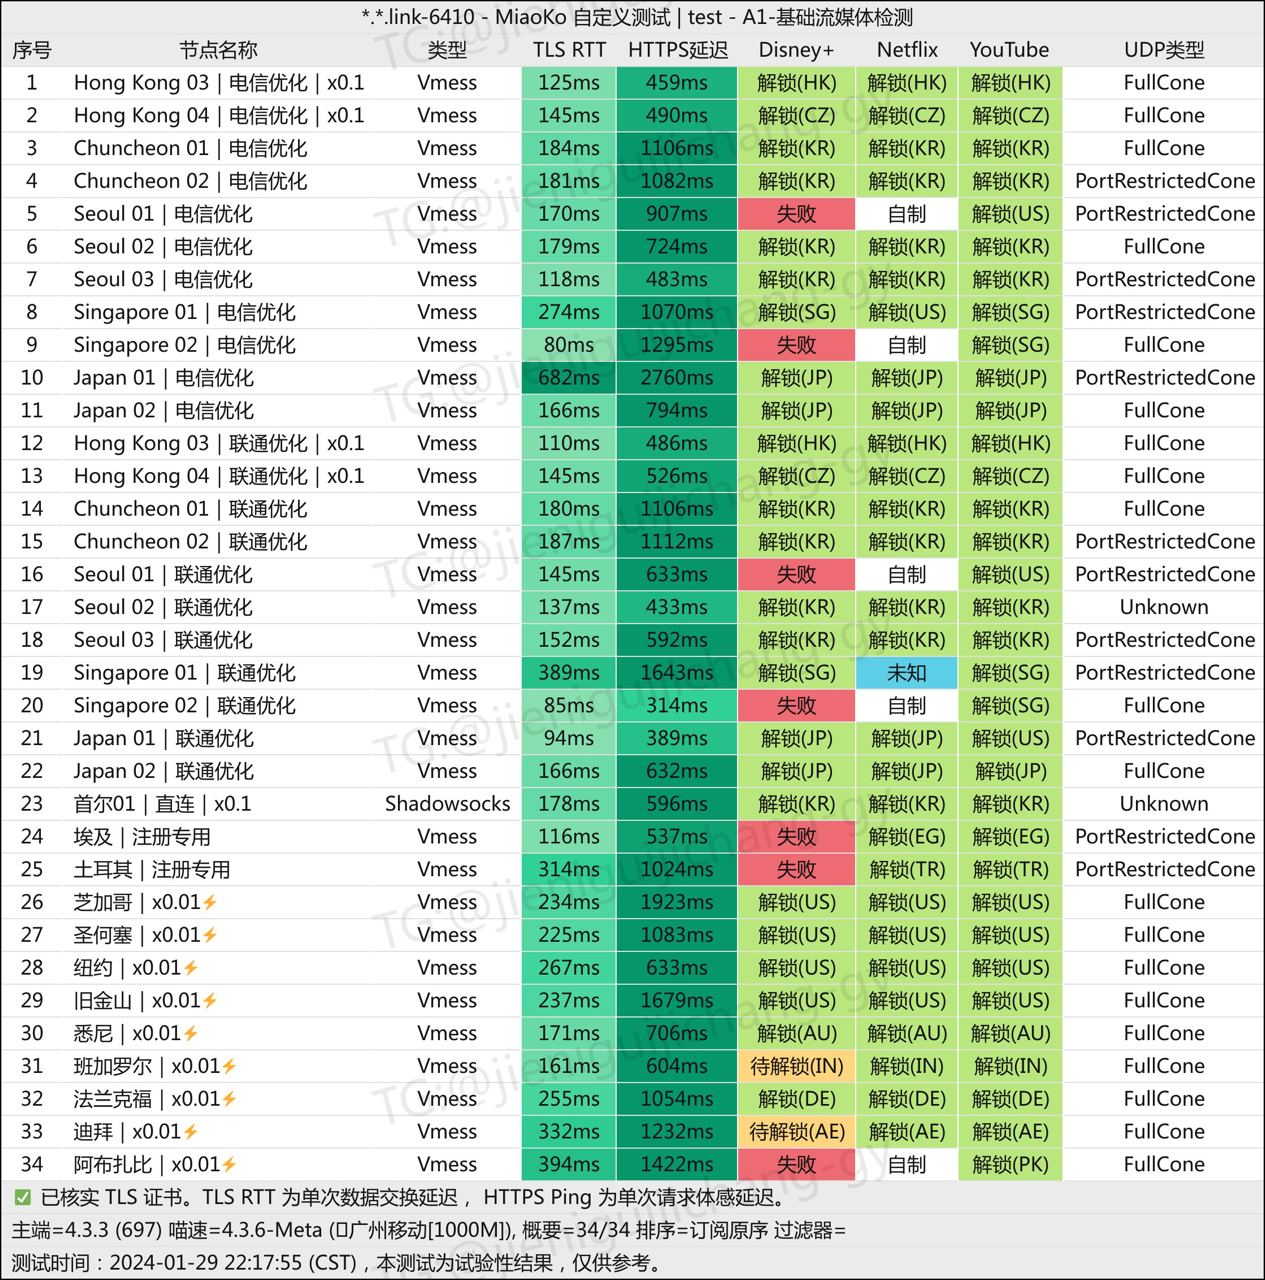 *.*.link-6410 - MiaoKo 自定义测试 | test - A1-基础流媒体检测
序号 节点名称 类型 TLS RTT HTTPS延迟 Disney+ Netflix YouTube UDP类型
1 Hong Kong 03 | 电信优化 | x0.1 Vmess 125ms 459ms 解锁(HK) 解锁(HK) 解锁(HK) FullCone
2 Hong Kong 04 | 电信优化 | x0.1 Vmess 145ms 490ms 解锁(CZ) 解锁(CZ) 解锁(CZ) FullCone
3 Chuncheon 01 | 电信优化 Vmess 184ms 1106ms 解锁(KR) 解锁(KR) 解锁(KR) FullCone
4 Chuncheon 02 | 电信优化 Vmess 181ms 1082ms 解锁(KR) 解锁(KR) 解锁(KR) PortRestrictedCone
5 Seoul 01 | 电信优化 Vmess 170ms 907ms 失败 自制 解锁(US) PortRestrictedCone
6 Seoul 02 | 电信优化 Vmess 179ms 724ms 解锁(KR) 解锁(KR) 解锁(KR) FullCone
7 Seoul 03 | 电信优化 Vmess 118ms 483ms 解锁(KR) 解锁(KR) 解锁(KR) PortRestrictedCone
8 Singapore 01 | 电信优化 Vmess 274ms 1070ms 解锁(SG) 解锁(US) 解锁(SG) PortRestrictedCone
9 Singapore 02 | 电信优化 Vmess 80ms 1295ms 失败 自制 解锁(SG) FullCone
10 Japan 01 | 电信优化 Vmess 682ms 2760ms 解锁(JP) 解锁(JP) 解锁(JP) PortRestrictedCone
11 Japan 02 | 电信优化 Vmess 166ms 794ms 解锁(JP) 解锁(JP) 解锁(JP) FullCone
12 Hong Kong 03 | 联通优化 | x0.1 Vmess 110ms 486ms 解锁(HK) 解锁(HK) 解锁(HK) FullCone
13 Hong Kong 04 | 联通优化 | x0.1 Vmess 145ms 526ms 解锁(CZ) 解锁(CZ) 解锁(CZ) FullCone
14 Chuncheon 01 | 联通优化 Vmess 180ms 1106ms 解锁(KR) 解锁(KR) 解锁(KR) FullCone
15 Chuncheon 02 | 联通优化 Vmess 187ms 1112ms 解锁(KR) 解锁(KR) 解锁(KR) PortRestrictedCone
16 Seoul 01 | 联通优化 Vmess 145ms 633ms 失败 自制 解锁(US) PortRestrictedCone
17 Seoul 02 | 联通优化 Vmess 137ms 433ms 解锁(KR) 解锁(KR) 解锁(KR) Unknown
18 Seoul 03 | 联通优化 Vmess 152ms 592ms 解锁(KR) 解锁(KR) 解锁(KR) PortRestrictedCone
19 Singapore 01 | 联通优化 Vmess 389ms 1643ms 解锁(SG) 未知 解锁(SG) PortRestrictedCone
20 Singapore 02 | 联通优化 Vmess 85ms 314ms 失败 自制 解锁(SG) FullCone
21 Japan 01 | 联通优化 Vmess 94ms 389ms 解锁(JP) 解锁(JP) 解锁(US) PortRestrictedCone
22 Japan 02 | 联通优化 Vmess 166ms 632ms 解锁(JP) 解锁(JP) 解锁(JP) FullCone
23 首尔01 | 直连 | x0.1 Shadowsocks 178ms 596ms 解锁(KR) 解锁(KR) 解锁(KR) Unknown
24 埃及 | 注册专用 Vmess 116ms 537ms 失败 解锁(EG) 解锁(EG) PortRestrictedCone
25 土耳其 | 注册专用 Vmess 314ms 1024ms 失败 解锁(TR) 解锁(TR) PortRestrictedCone
26 芝加哥 | x0.01⚡ Vmess 234ms 1923ms 解锁(US) 解锁(US) 解锁(US) FullCone
27 圣何塞 | x0.01⚡ Vmess 225ms 1083ms 解锁(US) 解锁(US) 解锁(US) FullCone
28 纽约 | x0.01⚡ Vmess 267ms 633ms 解锁(US) 解锁(US) 解锁(US) FullCone
29 旧金山 | x0.01⚡ Vmess 237ms 1679ms 解锁(US) 解锁(US) 解锁(US) FullCone
30 悉尼 | x0.01⚡ Vmess 171ms 706ms 解锁(AU) 解锁(AU) 解锁(AU) FullCone
31 班加罗尔 | x0.01⚡ Vmess 161ms 604ms 待解锁(IN) 解锁(IN) 解锁(IN) FullCone
32 法兰克福 | x0.01⚡ Vmess 255ms 1054ms 解锁(DE) 解锁(DE) 解锁(DE) FullCone
33 迪拜 | x0.01⚡ Vmess 332ms 1232ms 待解锁(AE) 解锁(AE) 解锁(AE) FullCone
34 阿布扎比 | x0.01⚡ Vmess 394ms 1422ms 失败 自制 解锁(PK) FullCone
✅ 已核实 TLS 证书。TLS RTT 为单次数据交换延迟， HTTPS Ping 为单次请求体感延迟。
主端=4.3.3 (697) 喵速=4.3.6-Meta (▯广州移动[1000M]), 概要=34/34 排序=订阅原序 过滤器=
测试时间：2024-01-29 22:17:55 (CST)，本测试为试验性结果，仅供参考。
TG:@jieniguijichang-gy